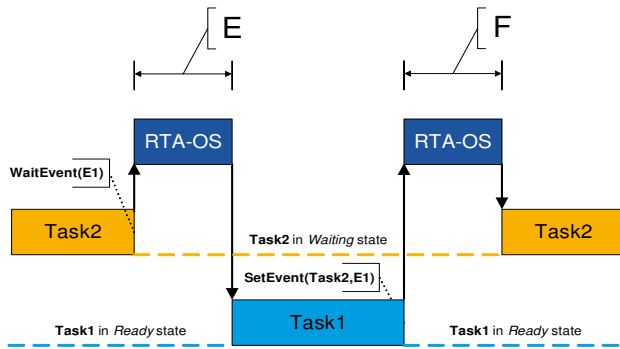 E
F
RTA-OS
RTA-OS
WaitEvent(E1)
Task2
Task2 in Waiting state
Task2
SetEvent(Task2,E1)
Task1 in Ready state
Task1
Task1 in Ready state